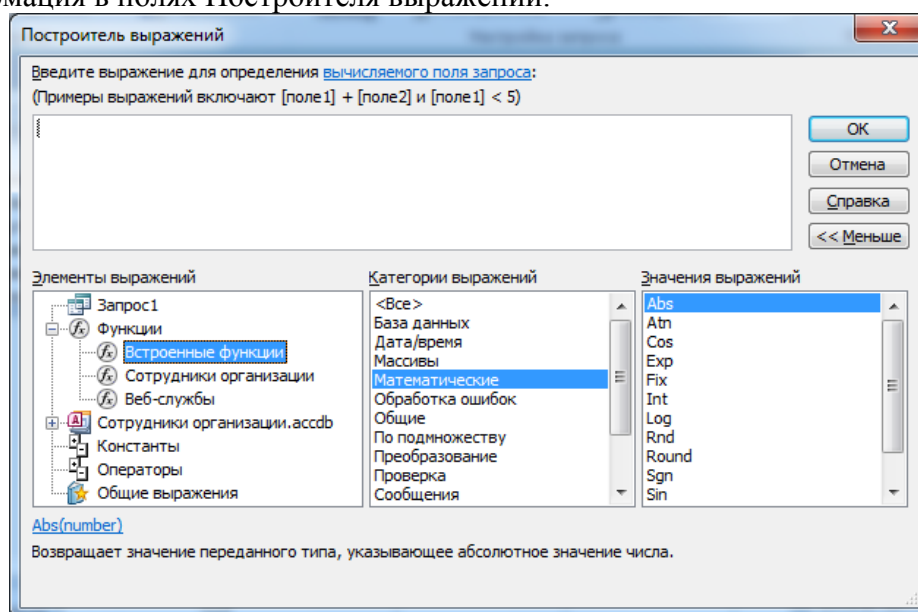 в полях Построителя выражений:
Построитель выражений
Введите выражение для определения вычисляемого поля запроса:
(Примеры выражений включают [поле1] + [поле2] и [поле1] < 5)
ОК
Отмена
Справка
<< Меньше
Элементы выражений
Запрос1
Функции
Встроенные функции
Сотрудники организации
Веб-службы
Сотрудники организации.accdb
Константы
Операторы
Общие выражения
Категории выражений
<Все>
База данных
Дата/время
Массивы
Математические
Обработка ошибок
Общие
По подмножеству
Преобразование
Проверка
Сообщения
Значения выражений
Abs
Atn
Cos
Exp
Fix
Int
Log
Rnd
Round
Sgn
Sin
Abs(number)
Возвращает значение переданного типа, указывающее абсолютное значение числа.